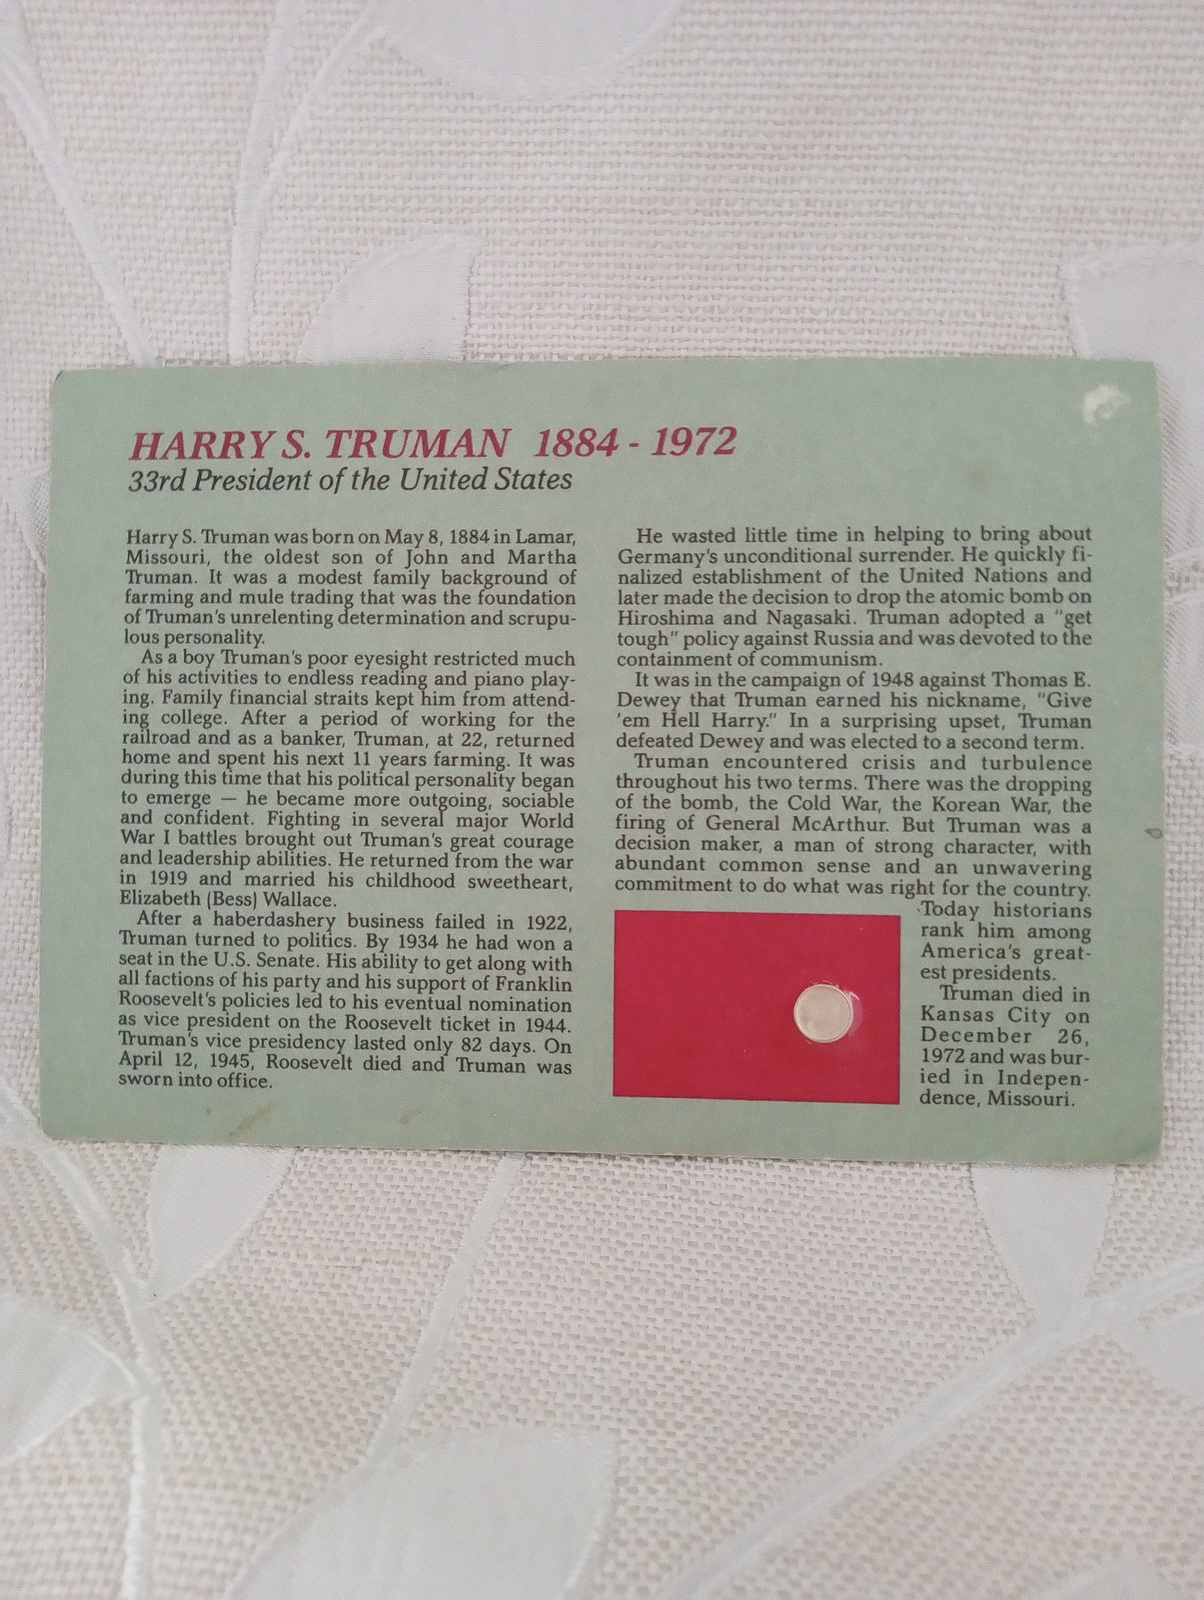 HARRY S. TRUMAN 1884 - 1972
33rd President of the United States
Harry S. Truman was born on May 8, 1884 in Lamar,
Missouri, the oldest son of John and Martha
Truman. It was a modest family background of
farming and mule trading that was the foundation
of Truman's unrelenting determination and scrupu-
lous personality.
As a boy Truman's poor eyesight restricted much
of his activities to endless reading and piano play-
ing. Family financial straits kept him from attend-
ing college. After a period of working for the
railroad and as a banker, Truman, at 22, returned
home and spent his next 11 years farming. It was
during this time that his political personality began
to emerge — he became more outgoing, sociable
and confident. Fighting in several major World
War I battles brought out Truman's great courage
and leadership abilities. He returned from the war
in 1919 and married his childhood sweetheart,
Elizabeth (Bess) Wallace.
After a haberdashery business failed in 1922,
Truman turned to politics. By 1934 he had won a
seat in the U.S. Senate. His ability to get along with
all factions of his party and his support of Franklin
Roosevelt's policies led to his eventual nomination
as vice president on the Roosevelt ticket in 1944.
Truman's vice presidency lasted only 82 days. On
April 12, 1945, Roosevelt died and Truman was
sworn into office.
He wasted little time in helping to bring about
Germany's unconditional surrender. He quickly fi-
nalized establishment of the United Nations and
later made the decision to drop the atomic bomb on
Hiroshima and Nagasaki. Truman adopted a "get
tough" policy against Russia and was devoted to the
containment of communism.
It was in the campaign of 1948 against Thomas E.
Dewey that Truman earned his nickname, "Give
'em Hell Harry." In a surprising upset, Truman
defeated Dewey and was elected to a second term.
Truman encountered crisis and turbulence
throughout his two terms. There was the dropping
of the bomb, the Cold War, the Korean War, the
firing of General McArthur. But Truman was a
decision maker, a man of strong character, with
abundant common sense and an unwavering
commitment to do what was right for the country.
Today historians
rank him among
America's great-
est presidents.
Truman died in
Kansas City on
December 26,
1972 and was bur-
ied in Indepen-
dence, Missouri.